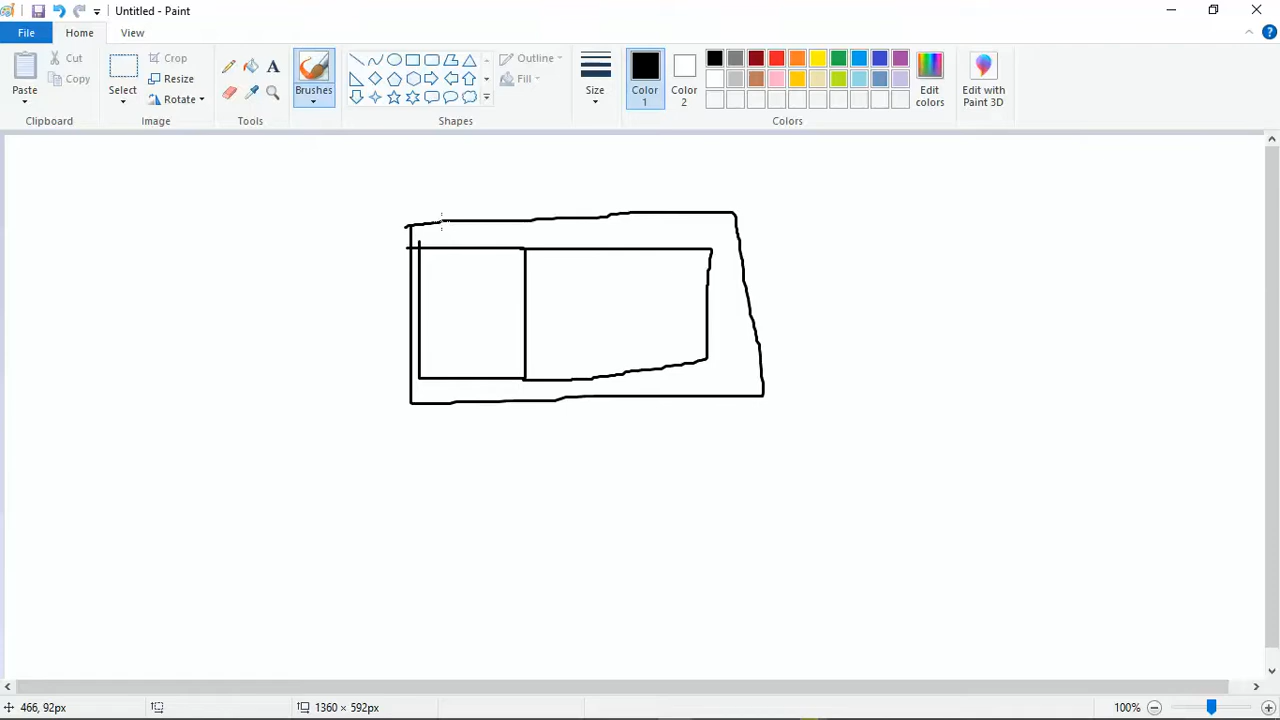 Untitled - Paint
File Home View
Paste
Cut
Copy
Clipboard
Select
Crop
Resize
Rotate
Image
A
Tools
Brushes
Outline
Fill
Shapes
Size
Color 1
Color 2
Edit colors
Colors
Edit with Paint 3D
466, 92px
1360 × 592px
100%